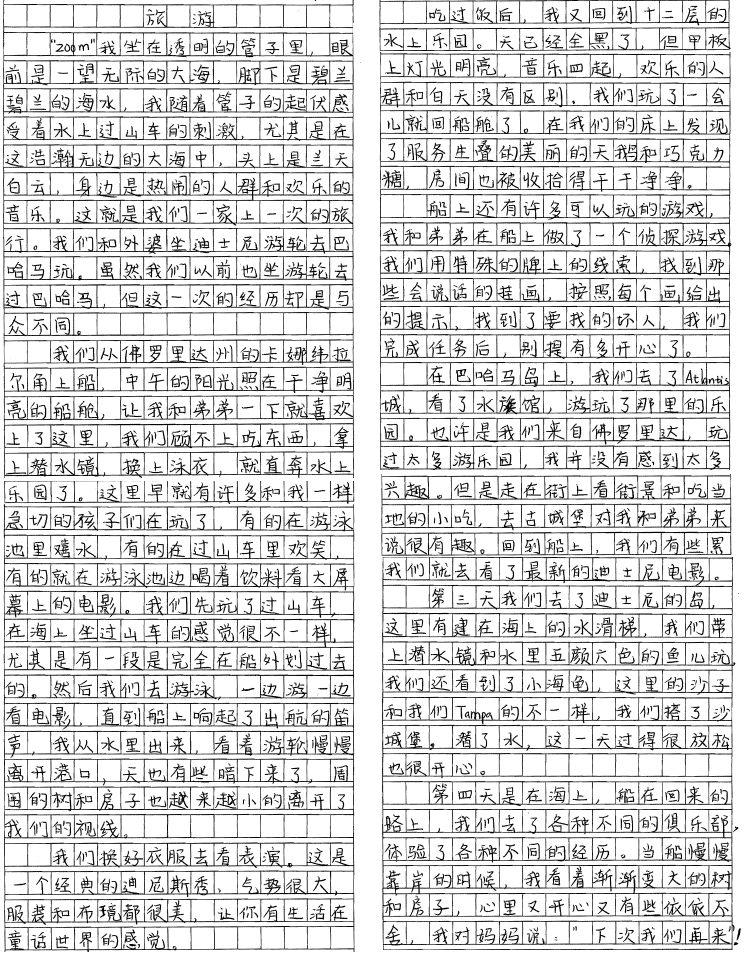 旅游
"zoom"我坐在透明的管子里，眼
前是一望无际的大海，脚下是碧兰
碧兰的海水，我随着管子的起伏感
受着水上过山车的刺激，尤其是在
这浩瀚无边的大海中，头上是兰天
白云，身边是热闹的人群和欢乐的
音乐。这就是我们一家上一次的旅
行。我们和外婆坐迪士尼游轮去巴
哈马玩。虽然我们以前也坐游轮去
过巴哈马，但这一次的经历却是与
众不同。
我们从佛罗里达州的卡娜纬拉
尔角上船，中午的阳光照在干净明
亮的船舱，让我和弟弟一下就喜欢
上了这里，我们顾不上吃东西，拿
上潜水镜，换上泳衣，就直奔水上
乐园了。这里早就有许多和我一样
急切的孩子们在玩了，有的在游泳
池里嬉水，有的在过山车里欢笑，
有的就在游泳池边喝着饮料看大屏
幕上的电影。我们先玩了过山车，
在海上坐过山车的感觉很不一样，
尤其是有一段是完全在船外划过去
的。然后我们去游泳，一边游一边
看电影，直到船上响起了出航的笛
声，我从水里出来，看着游轮慢慢
离开港口，天也有些暗下来了，周
围的树和房子也越来越小的离开了
我们的视线。
我们换好衣服去看表演。这是
一个经典的迪尼斯秀，气势很大，
服装和布境都很美，让你有生活在
童话世界的感觉。
吃过饭后，我又回到十二层的
水上乐园。天已经全黑了，但甲板
上灯光明亮，音乐四起，欢乐的人
群和白天没有区别，我们玩了一会
儿就回船舱了。在我们的床上发现
了服务生叠的美丽的天鹅和巧克力
糖，房间也被收拾得干干净净。
船上还有许多可以玩的游戏，
我和弟弟在船上做了一个侦探游戏。
我们用特殊的牌上的线索，找到那
些会说话的挂画，按照每个画给出
的提示，找到了要找的坏人，我们
完成任务后，别提有多开心了。
在巴哈马岛上，我们去了Atlantis
城，看了水族馆，游玩了那里的乐
园。也许是我们来自佛罗里达，玩
过太多游乐园，我并没有感到太多
兴趣。但是走在街上看街景和吃当
地的小吃，去古城堡对我和弟弟来
说很有趣。回到船上，我们有些累
我们就去看了最新的迪士尼电影。
第三天我们去了迪士尼的岛，
这里有建在海上的水滑梯，我们带
上潜水镜和水里五颜六色的鱼儿玩，
我们还看到了小海龟，这里的沙子
和我们Tampa的不一样，我们搭了沙
城堡。潜了水，这一天过得很放松
也很开心。
第四天是在海上，船在回来的
路上，我们去了各种不同的俱乐部，
体验了各种不同的经历。当船慢慢
靠岸的时候，我看着渐渐变大的树
和房子，心里又开心又有些依依不
舍，我对妈妈说："下次我们再来"！